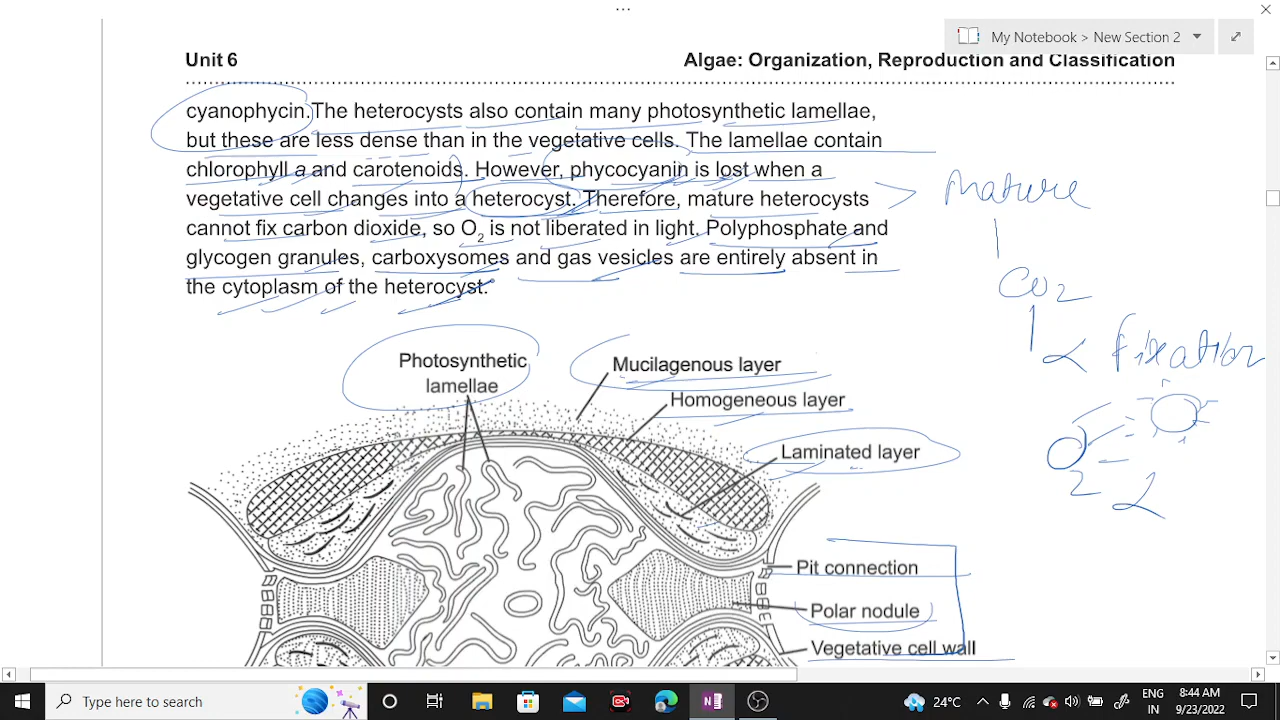 ...
My Notebook > New Section 2
Unit 6 Algae: Organization, Reproduction and Classification
cyanophycin.The heterocysts also contain many photosynthetic lamellae,
but these are less dense than in the vegetative cells. The lamellae contain
chlorophyll a and carotenoids. However, phycocyanin is lost when a
vegetative cell changes into a heterocyst. Therefore, mature heterocysts
cannot fix carbon dioxide, so O2 is not liberated in light. Polyphosphate and
glycogen granules, carboxysomes and gas vesicles are entirely absent in
the cytoplasm of the heterocyst.
Mature
CO2
fixation
O2
Photosynthetic
lamellae
Mucilagenous layer
Homogeneous layer
Laminated layer
Pit connection
Polar nodule
Vegetative cell wall
Type here to search
24°C
ENG
IN
8:44 AM
9/23/2022